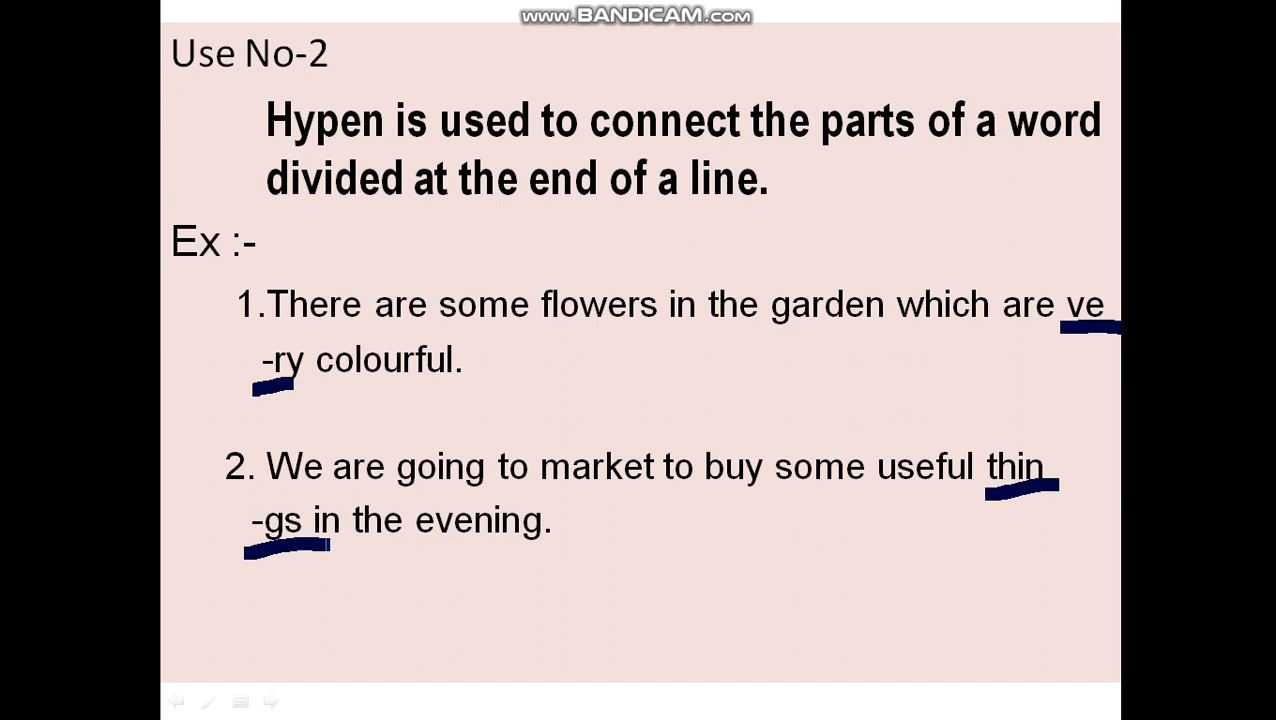 www.BANDICAM.com
Use No-2
Hypen is used to connect the parts of a word
divided at the end of a line.
Ex :-
1.There are some flowers in the garden which are ve
-ry colourful.
2. We are going to market to buy some useful thin
-gs in the evening.